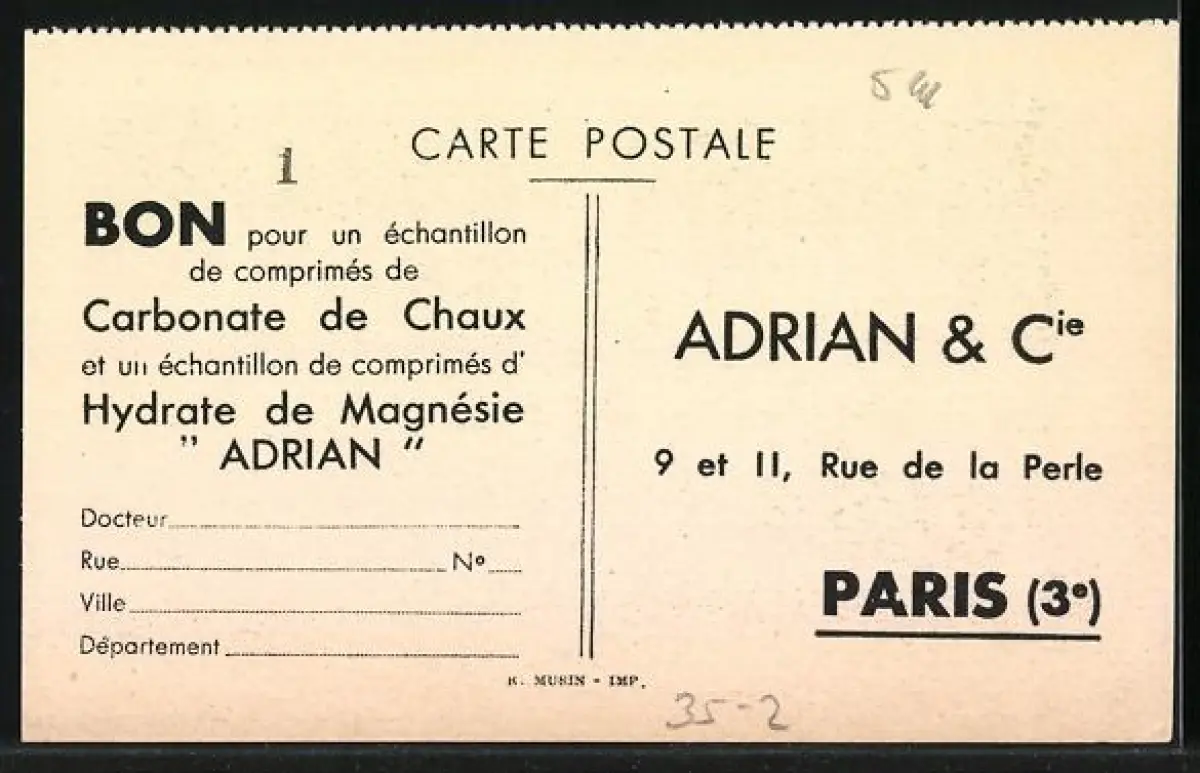 CARTE POSTALE
1
BON pour un échantillon
de comprimés de
Carbonate de Chaux
et un échantillon de comprimés d'
Hydrate de Magnésie
" ADRIAN "
Docteur
Rue N°
Ville
Département
ADRIAN & Cie
9 et 11, Rue de la Perle
PARIS (3e)
MUSIN - IMP.
35-2